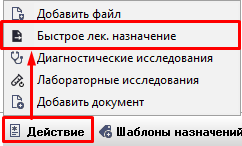 Добавить файл
Быстрое лек. назначение
Диагностические исследования
Лабораторные исследования
Добавить документ
Действие Шаблоны назначений